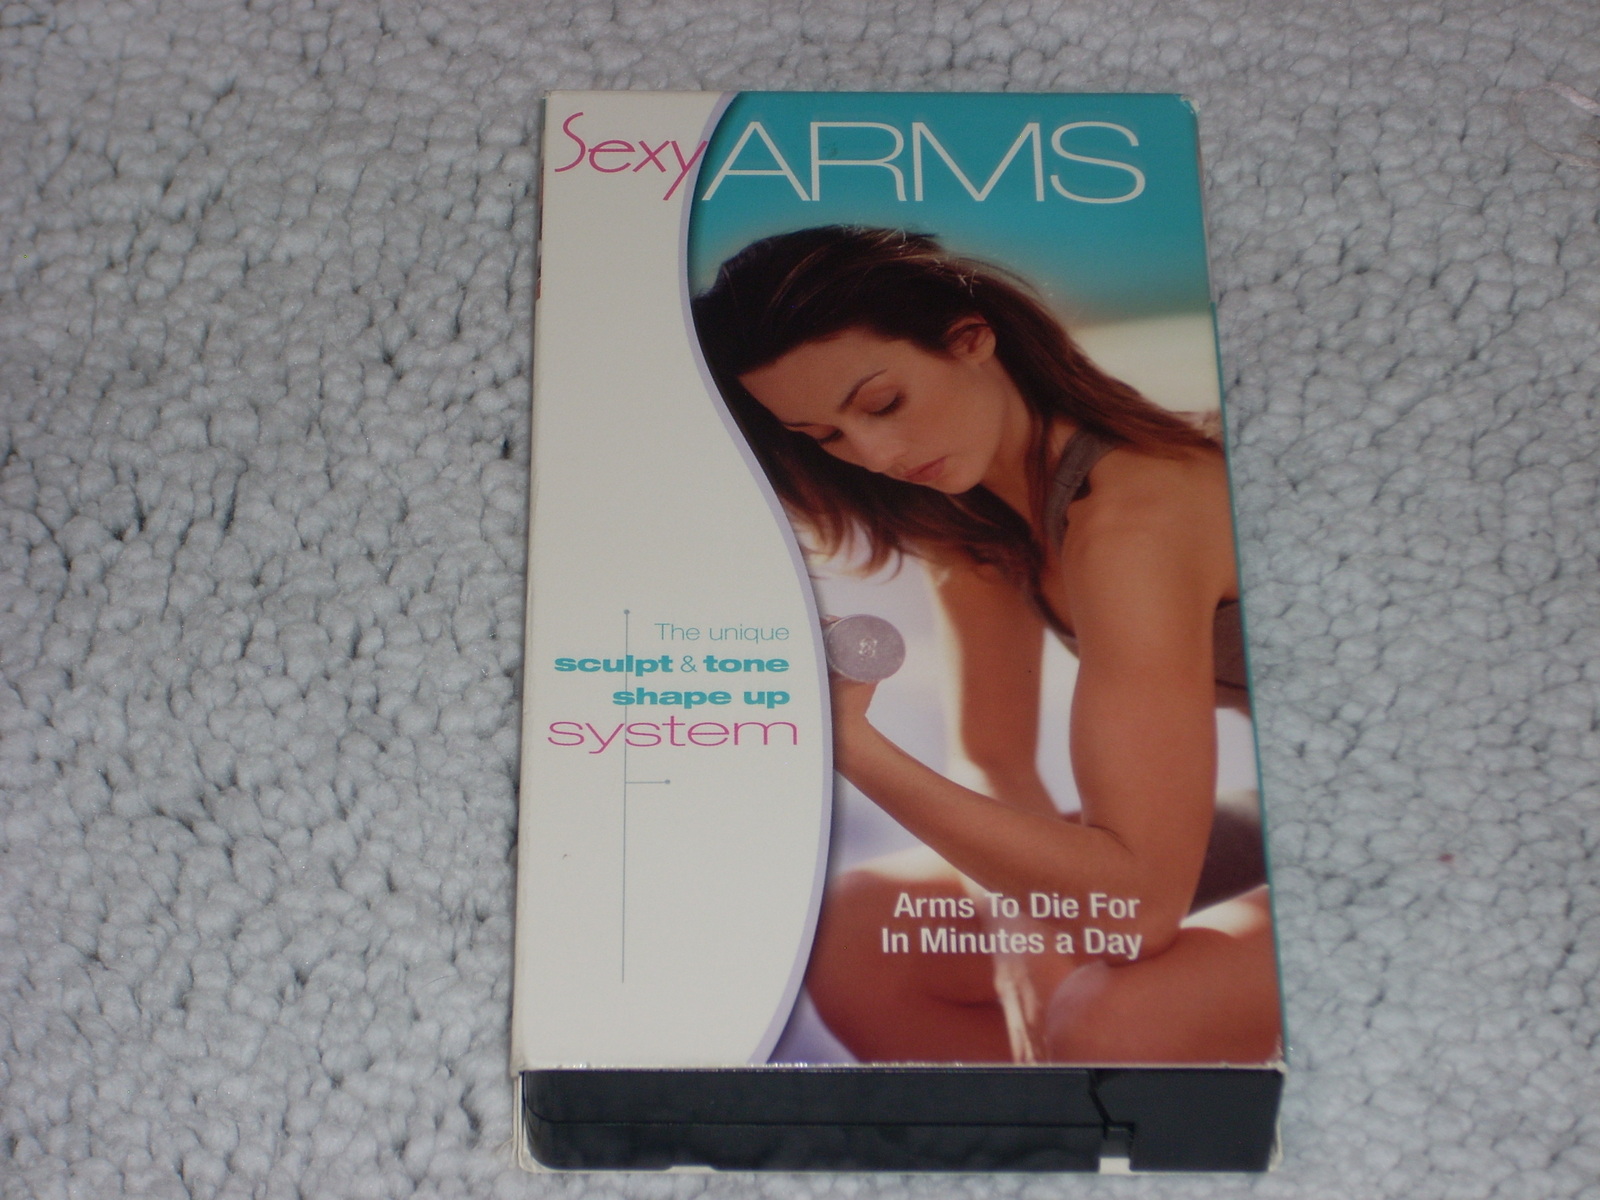 Sexy ARMS
The unique
sculpt & tone
shape up
system
Arms To Die For
In Minutes a Day